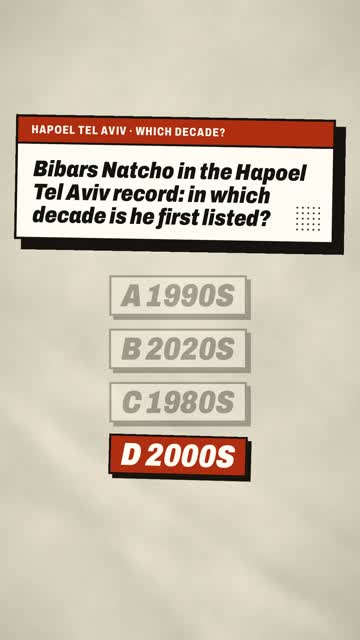 HAPOEL TEL AVIV · WHICH DECADE?
Bibars Natcho in the Hapoel
Tel Aviv record: in which
decade is he first listed?
A 1990S
B 2020S
C 1980S
D 2000S